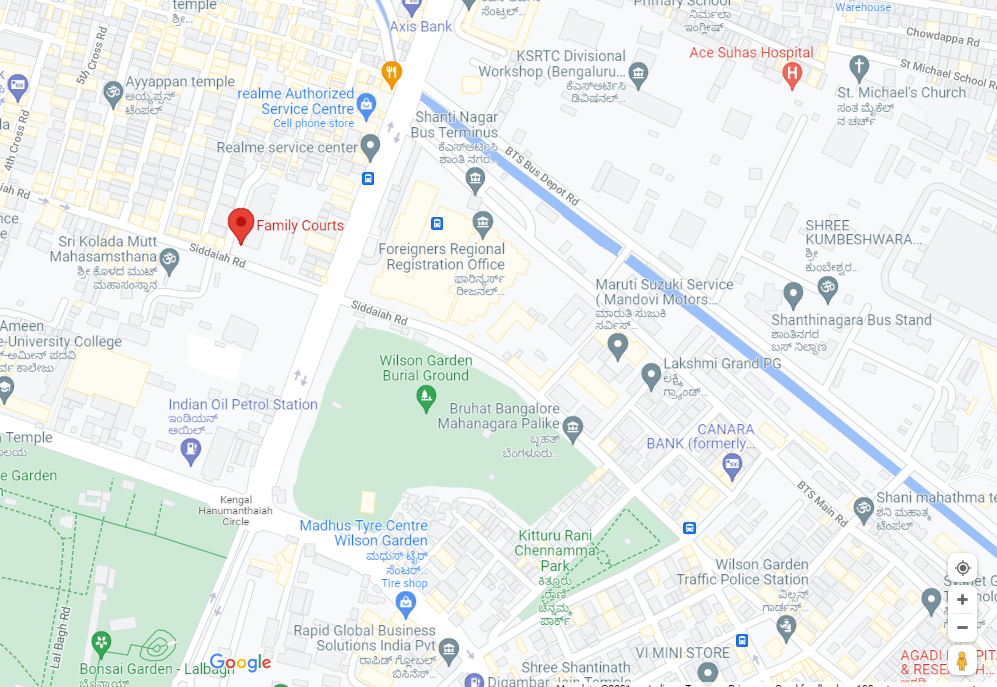 temple
ಶ್ರೀ...
Axis Bank
ಸೆಂಟ್ರಲ್...
Primary School
ನಿರ್ಮಲಾ
ಇಂಗ್ಲೀಷ್...
Warehouse
Chowdappa Rd
5th Cross Rd
KSRTC Divisional
Workshop (Bengaluru...
ಕೆಎಸ್ಆರ್ಟಿಸಿ
ಡಿವಿಷನಲ್...
Ace Suhas Hospital
St Michael School Rd
St. Michael's Church
ಸಂತ ಮೈಕೆಲ್
ನ ಚರ್ಚ್
Ayyappan temple
ಅಯ್ಯಪ್ಪನ್
ಟೆಂಪಲ್
realme Authorized
Service Centre
Cell phone store
Shanti Nagar
Bus Terminus
ಕೆಎಸ್ಆರ್ಟಿಸಿ
ಶಾಂತಿ ನಗರ...
Realme service center
4th Cross Rd
BTS Bus Depot Rd
Family Courts
Siddaiah Rd
Sri Kolada Mutt
Mahasamsthana
ಶ್ರೀ ಕೊಳದ ಮಠ್
ಮಹಾಸಂಸ್ಥಾನ
Foreigners Regional
Registration Office
ಫಾರಿನ್ಯರ್ಸ್
ರೀಜನಲ್...
SHREE
KUMBESHWARA...
ಶ್ರೀ
ಕುಂಬೇಶ್ವರ...
Maruti Suzuki Service
( Mandovi Motors...
ಮಾರುತಿ ಸುಜುಕಿ
ಸರ್ವಿಸ್...
Shanthinagara Bus Stand
ಶಾಂತಿನಗರ
ಬಸ್ ನಿಲ್ದಾಣ
Siddaiah Rd
Ameen
e-University College
Wilson Garden
Burial Ground
Lakshmi Grand PG
ಲಕ್ಷ್ಮಿ
ಗ್ರ್ಯಾಂಡ್...
Indian Oil Petrol Station
ಇಂಡಿಯನ್
ಆಯಿಲ್...
Bruhat Bangalore
Mahanagara Palike
ಬೃಹತ್
ಬೆಂಗಳೂರು...
CANARA
BANK (formerly...
Temple
e Garden
BTS Main Rd
Shani mahathma te
ಶನಿ ಮಹಾತ್ಮ
ಟೆಂಪಲ್
Kengal
Hanumanthaiah
Circle
Madhus Tyre Centre
Wilson Garden
ಮಧುಸ್ ಟೈರ್
ಸೆಂಟರ್...
Tire shop
Kitturu Rani
Chennamma
Park.
ಕಿತ್ತೂರು
ರಾಣಿ
ಚೆನ್ನಮ್ಮ
ಪಾರ್ಕ್
Wilson Garden
Traffic Police Station
ವಿಲ್ಸನ್
ಗಾರ್ಡನ್...
Lal Bagh Rd
Bonsai Garden - Lalbagh
Google
Rapid Global Business
Solutions India Pvt
ರಾಪಿಡ್ ಗ್ಲೋಬಲ್
ಬಿಸಿನೆಸ್...
VI MINI STORE
Shree Shantinath
Digambar Jain Temple